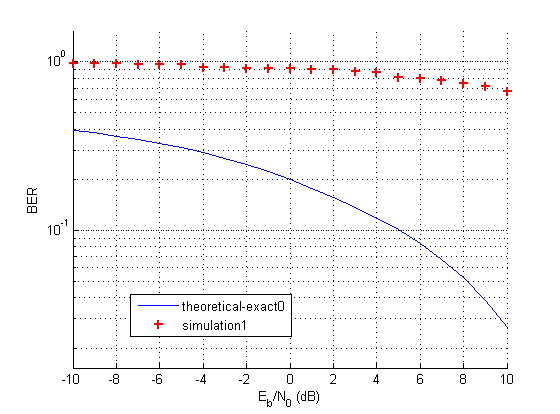 10^0
10^-1
BER
theoretical-exact0
simulation1
-10 -8 -6 -4 -2 0 2 4 6 8 10
E_b/N_0 (dB)